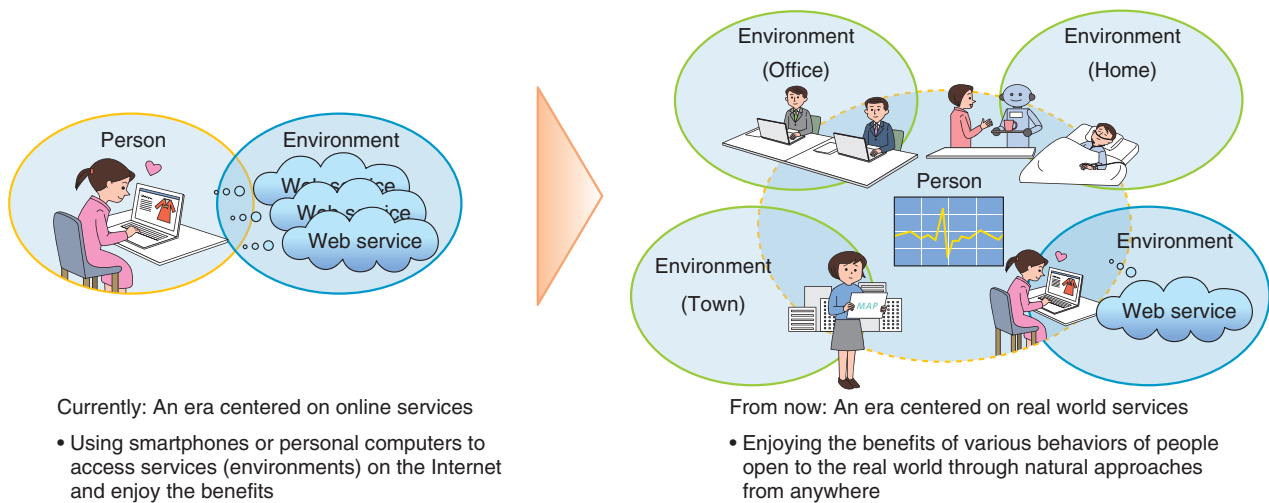 Person
Environment
Web service
Web service
Web service
Currently: An era centered on online services
• Using smartphones or personal computers to
access services (environments) on the Internet
and enjoy the benefits
Environment
(Office)
Environment
(Home)
Person
Environment
(Town)
MAP
Environment
Web service
From now: An era centered on real world services
• Enjoying the benefits of various behaviors of people
open to the real world through natural approaches
from anywhere